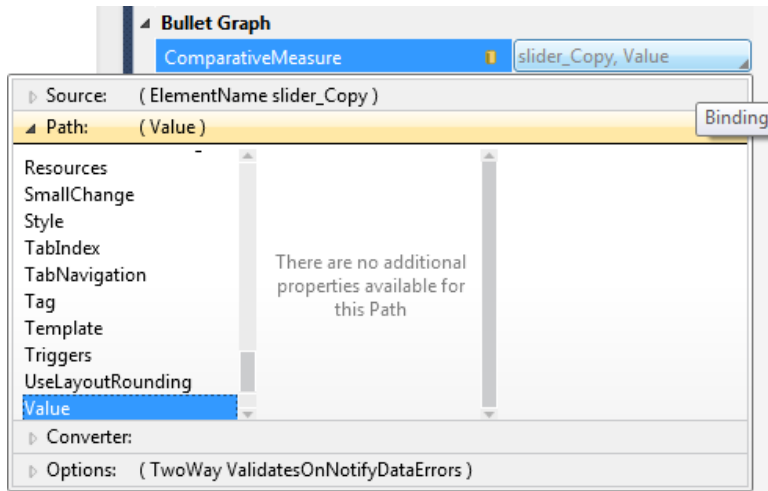 Bullet Graph
ComparativeMeasure slider_Copy, Value
Source: ( ElementName slider_Copy )
Path: ( Value )
Binding
Resources
SmallChange
Style
TabIndex
TabNavigation
Tag
Template
Triggers
UseLayoutRounding
Value
There are no additional
properties available for
this Path
Converter:
Options: ( TwoWay ValidatesOnNotifyDataErrors )